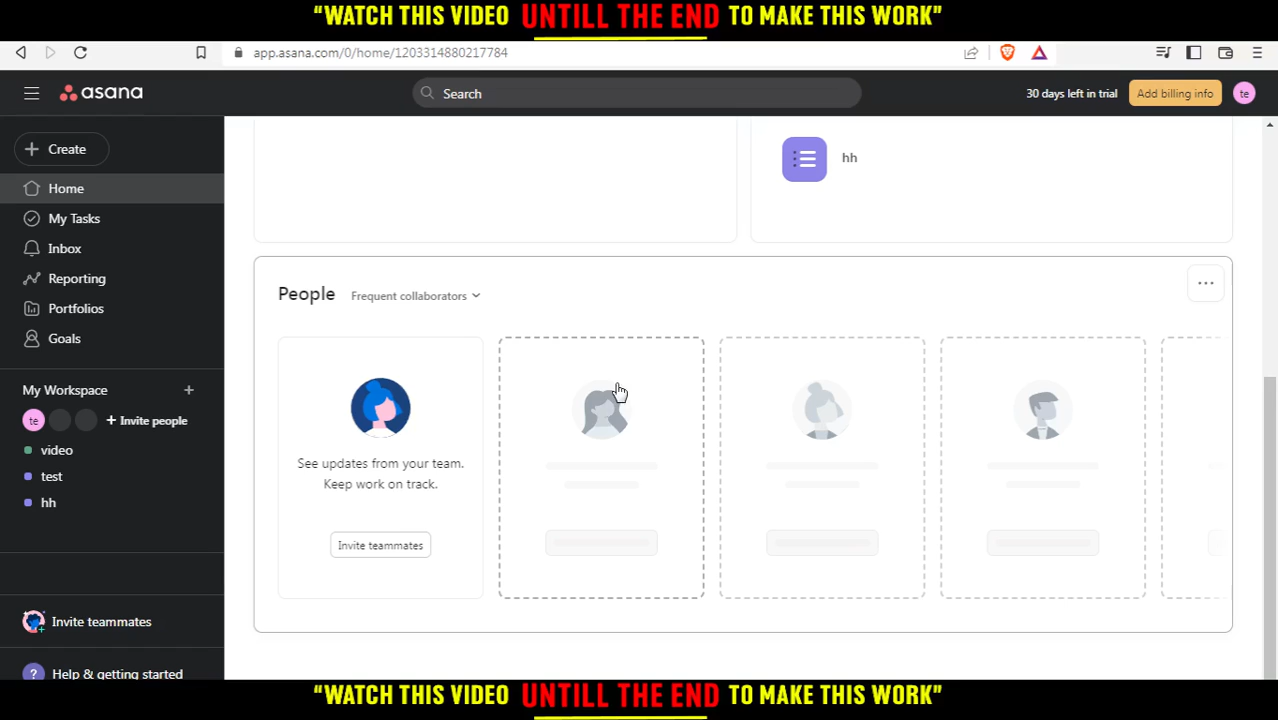 “WATCH THIS VIDEO UNTILL THE END TO MAKE THIS WORK”
app.asana.com/0/home/1203314880217784
asana
Search
30 days left in trial
Add billing info
te
Create
Home
My Tasks
Inbox
Reporting
Portfolios
Goals
My Workspace +
te + Invite people
video
test
hh
Invite teammates
? Help & getting started
hh
People Frequent collaborators
...
See updates from your team.
Keep work on track.
Invite teammates
“WATCH THIS VIDEO UNTILL THE END TO MAKE THIS WORK”